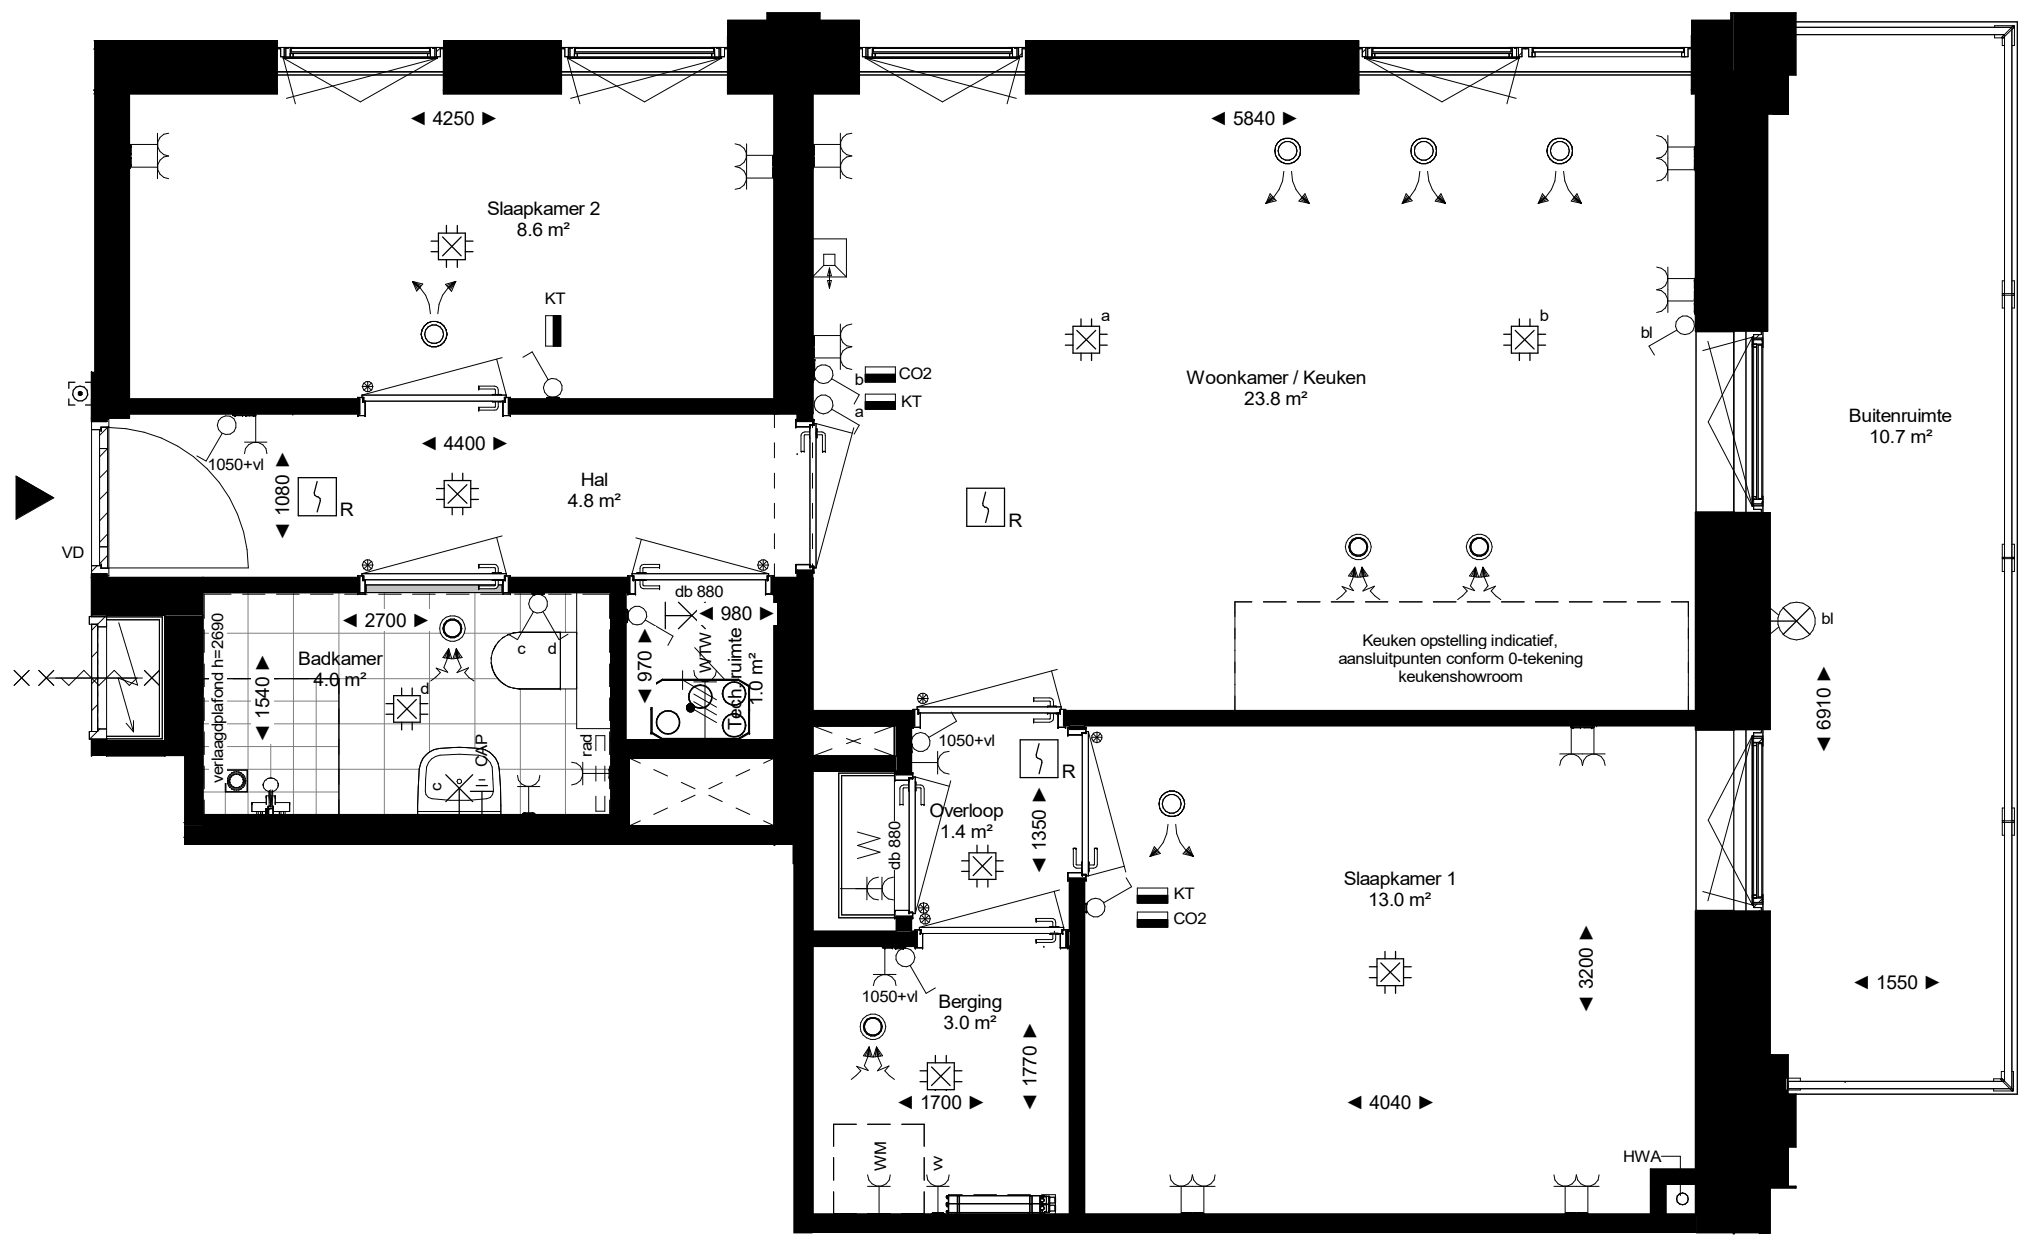 4250
5840
Slaapkamer 2
8.6 m²
KT
a
b
bl
CO2
b
KT
a
Woonkamer / Keuken
23.8 m²
Buitenruimte
10.7 m²
4400
1050+vl
1080
R
Hal
4.8 m²
R
VD
db 880
980
2700
verlaagdplafond h=2690
Badkamer
4.0 m²
1540
c
d
d
970
WTW
Tech.ruimte
1.0 m²
Keuken opstelling indicatief,
aansluitpunten conform 0-tekening
keukenshowroom
bl
6910
CAP
c
rad
1050+vl
R
Overloop
1.4 m²
1350
W
db 880
KT
CO2
Slaapkamer 1
13.0 m²
3200
1550
1050+vl
Berging
3.0 m²
1770
1700
4040
WM
W
HWA